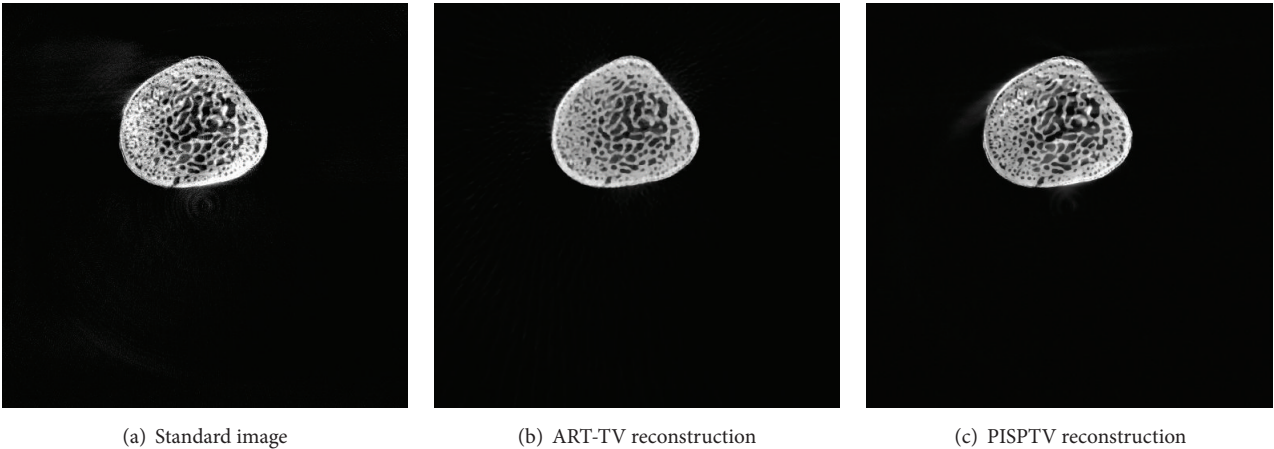 (a) Standard image
(b) ART-TV reconstruction
(c) PISPTV reconstruction